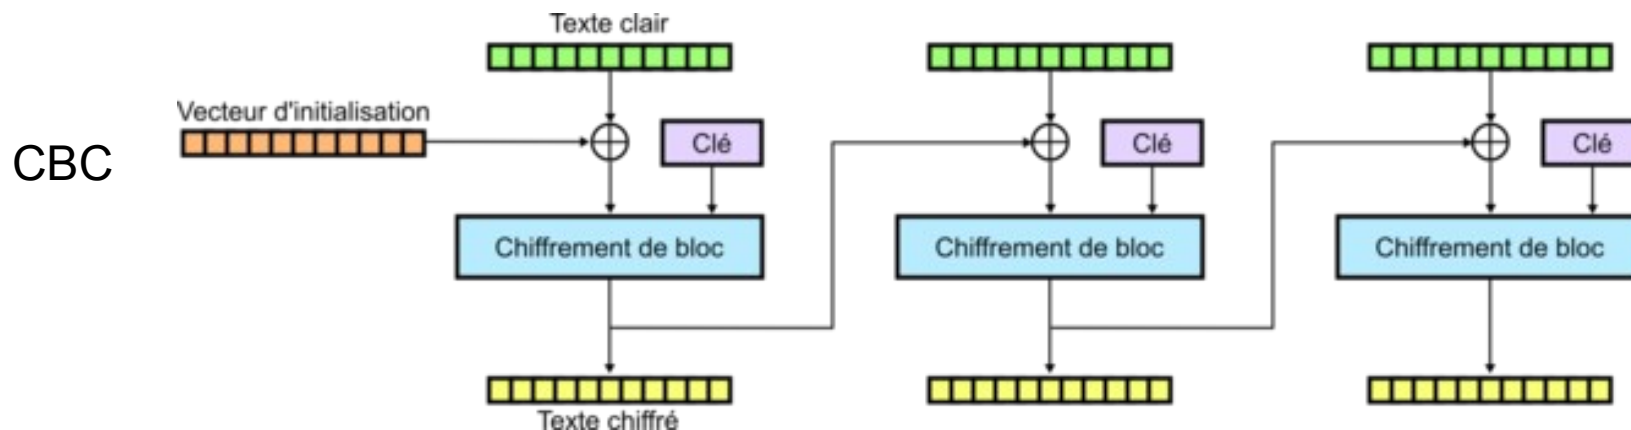 Texte clair
Vecteur d'initialisation
CBC
Clé
Clé
Clé
Chiffrement de bloc
Chiffrement de bloc
Chiffrement de bloc
Texte chiffré